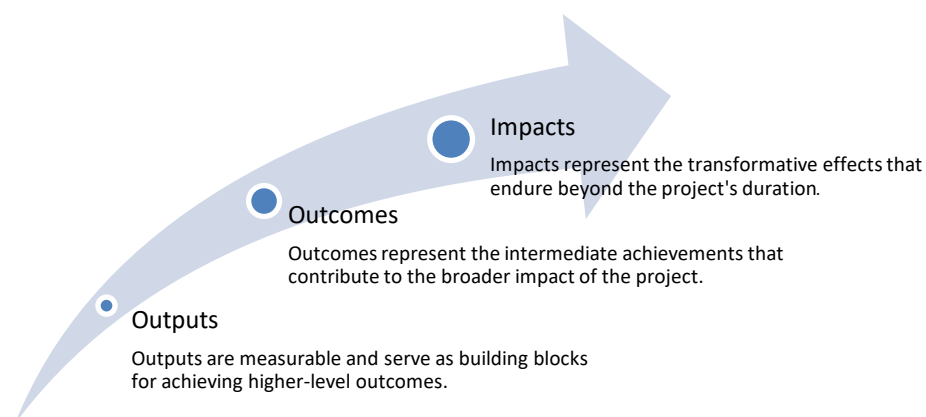 Impacts
Impacts represent the transformative effects that
endure beyond the project's duration.
Outcomes
Outcomes represent the intermediate achievements that
contribute to the broader impact of the project.
Outputs
Outputs are measurable and serve as building blocks
for achieving higher-level outcomes.